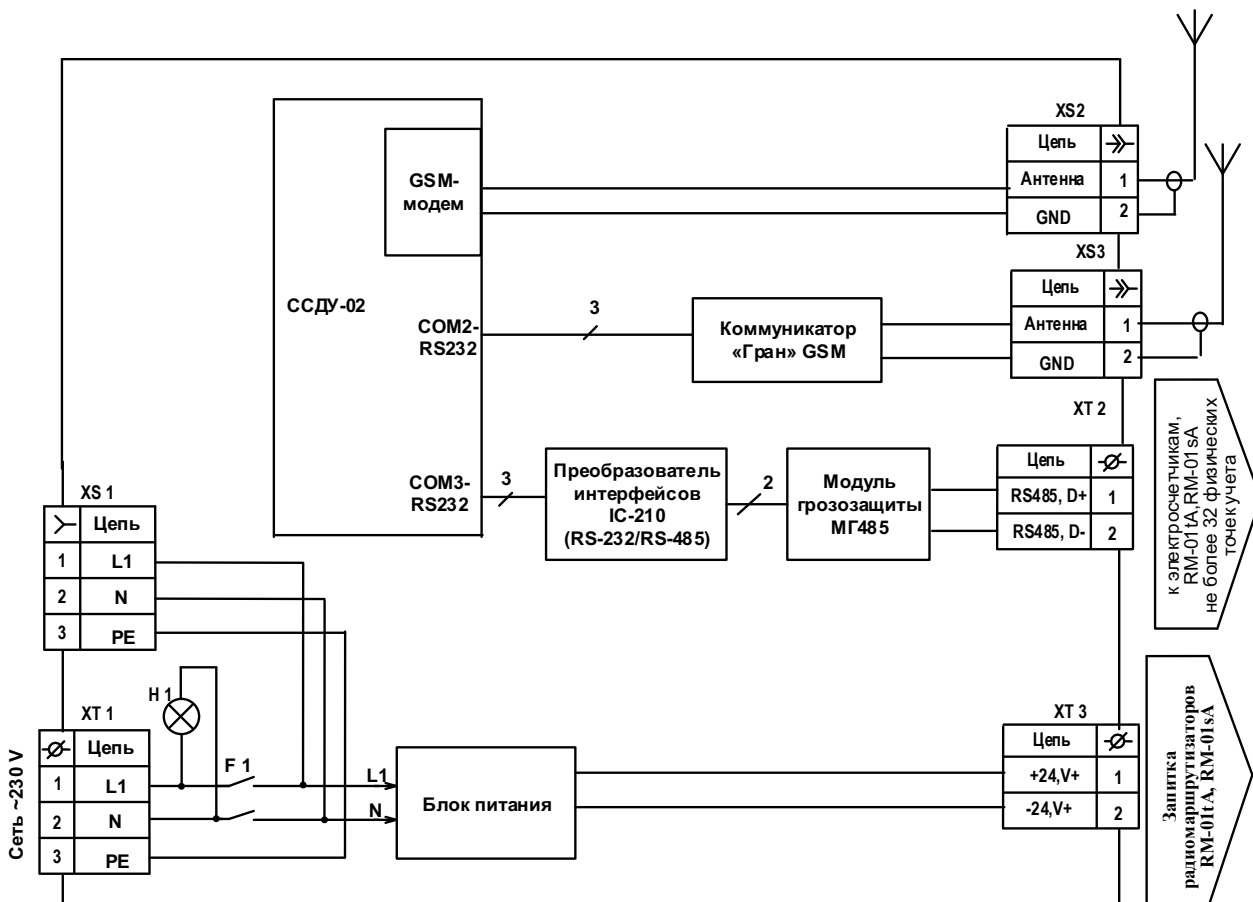 XS2
Цепь
Антенна 1
GND 2
GSM-
модем
XS3
Цепь
Антенна 1
GND 2
ССДУ-02
COM2-
RS232
3
Коммуникатор
«Гран» GSM
XT 2
Цепь
RS485, D+ 1
RS485, D- 2
COM3-
RS232
3
Преобразователь
интерфейсов
IC-210
(RS-232/RS-485)
2
Модуль
грозозащиты
МГ485
к электросчетчикам,
RM-01tA,RM-01sA
не более 32 физических
точек учета
XS 1
Цепь
1 L1
2 N
3 PE
H 1
XT 1
Цепь
1 L1
2 N
3 PE
Сеть ~230 V
F 1
L1
N
Блок питания
XT 3
Цепь
+24,V+ 1
-24,V+ 2
Запитка
радиомаршрутизаторов
RM-01tA, RM-01sA